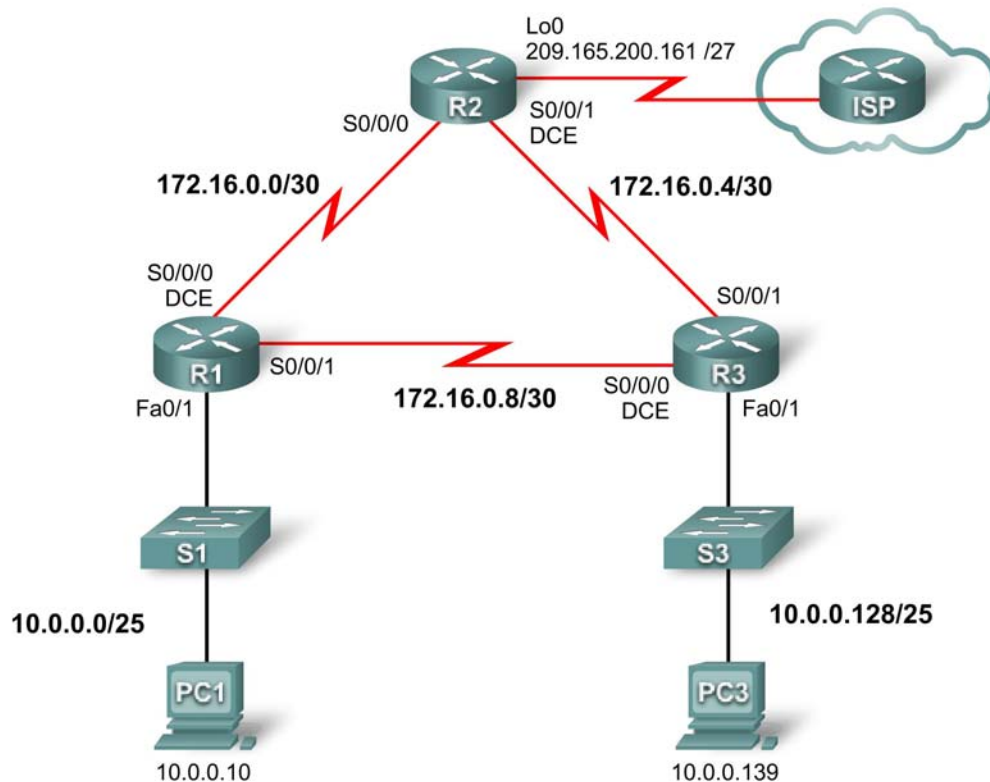 Lo0
209.165.200.161 /27
R2
ISP
S0/0/0
S0/0/1
DCE
172.16.0.0/30
172.16.0.4/30
S0/0/0
DCE
S0/0/1
R1
S0/0/1
R3
Fa0/1
172.16.0.8/30
S0/0/0
DCE
Fa0/1
S1
S3
10.0.0.0/25
10.0.0.128/25
PC1
PC3
10.0.0.10
10.0.0.139